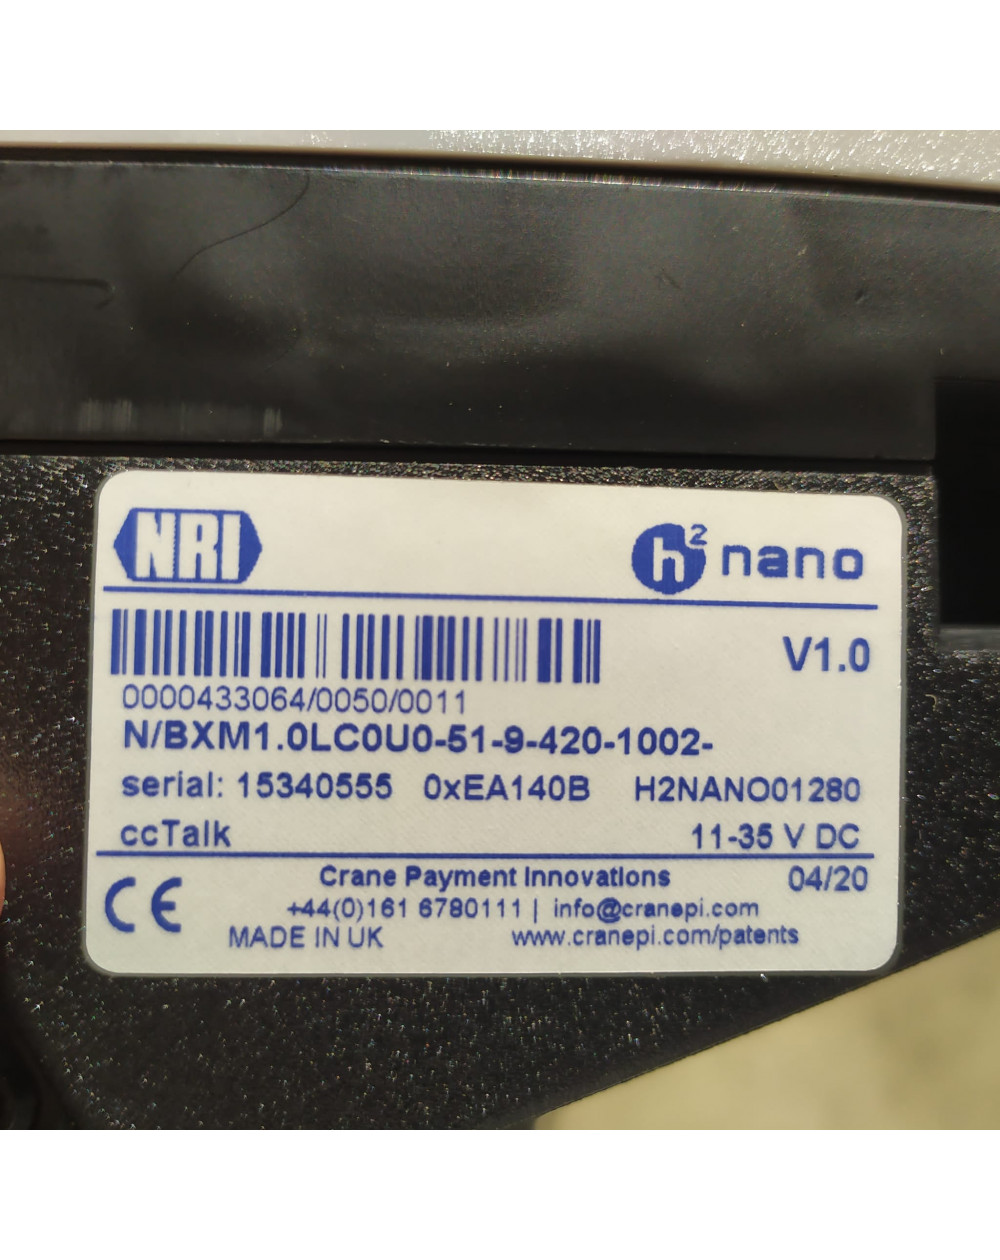 NRI
h2 nano
V1.0
0000433064/0050/0011
N/BXM1.0LC0U0-51-9-420-1002-
serial: 15340555 0xEA140B H2NANO01280
ccTalk 11-35 V DC
Crane Payment Innovations 04/20
CE +44(0)161 6780111 | info@cranepi.com
MADE IN UK www.cranepi.com/patents